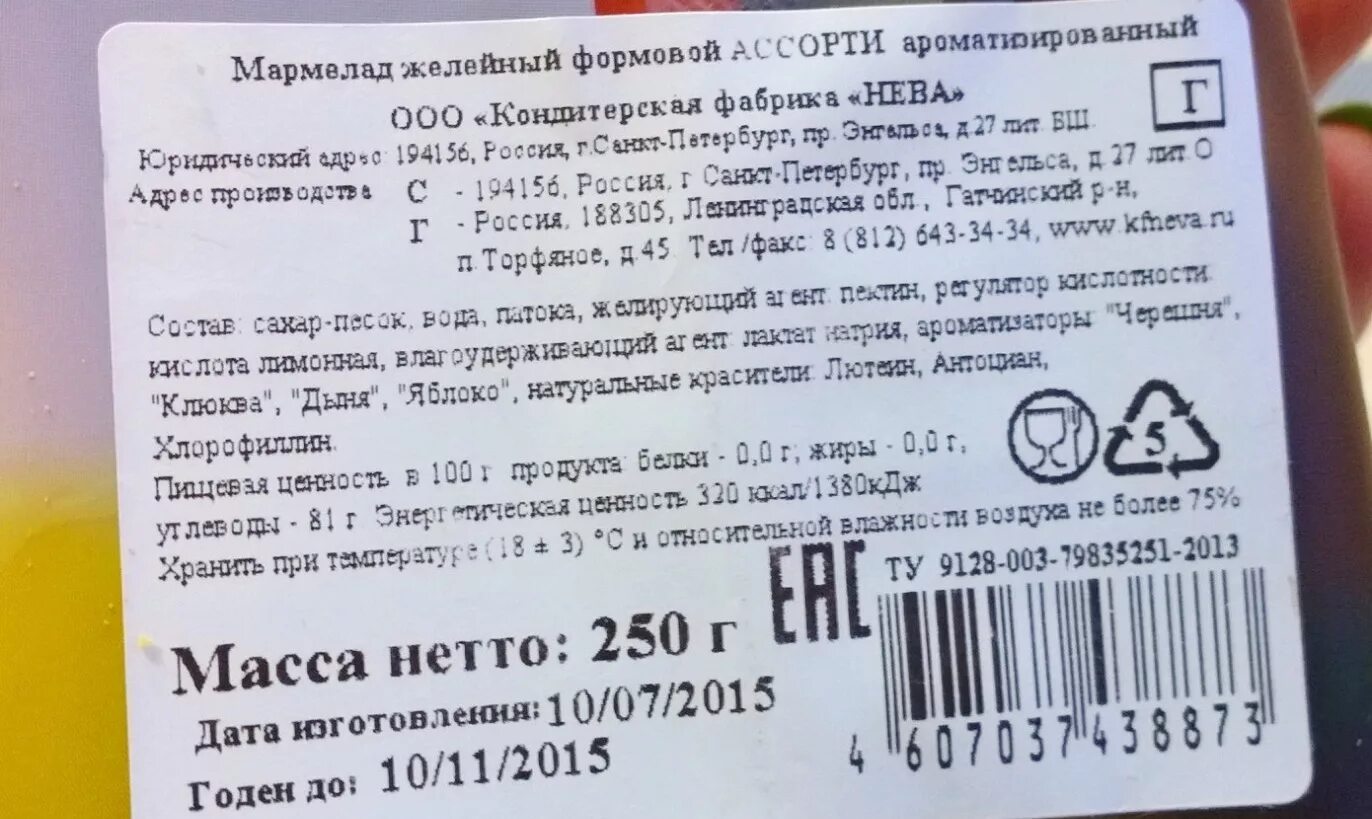 Мармелад желейный формовой АССОРТИ ароматизированный
ООО «Кондитерская фабрика «НЕВА»
Г
Юридический адрес: 194156, Россия, г.Санкт-Петербург, пр. Энгельса, д.27 лит. БЩ.
Адрес производства С - 194156, Россия, г Санкт-Петербург, пр. Энгельса, д.27 лит.О
Г - Россия, 188305, Ленинградская обл., Гатчинский р-н,
п.Торфяное, д.45. Тел /факс: 8 (812) 643-34-34, www.kfneva.ru
Состав: сахар-песок, вода, патока, желирующий агент: пектин, регулятор кислотности:
кислота лимонная, влагоудерживающий агент: лактат натрия, ароматизаторы: "Черешня",
"Клюква", "Дыня", "Яблоко", натуральные красители: Лютеин, Антоциан,
Хлорофиллин.
Пищевая ценность в 100 г продукта: белки - 0,0 г; жиры - 0,0 г;
углеводы - 81 г. Энергетическая ценность 320 ккал/1380кДж
Хранить при температуре (18 ± 3) °С и относительной влажности воздуха не более 75%
5
EAC
ТУ 9128-003-79835251-2013
Масса нетто: 250 г
Дата изготовления: 10/07/2015
Годен до: 10/11/2015
4 607037 438873